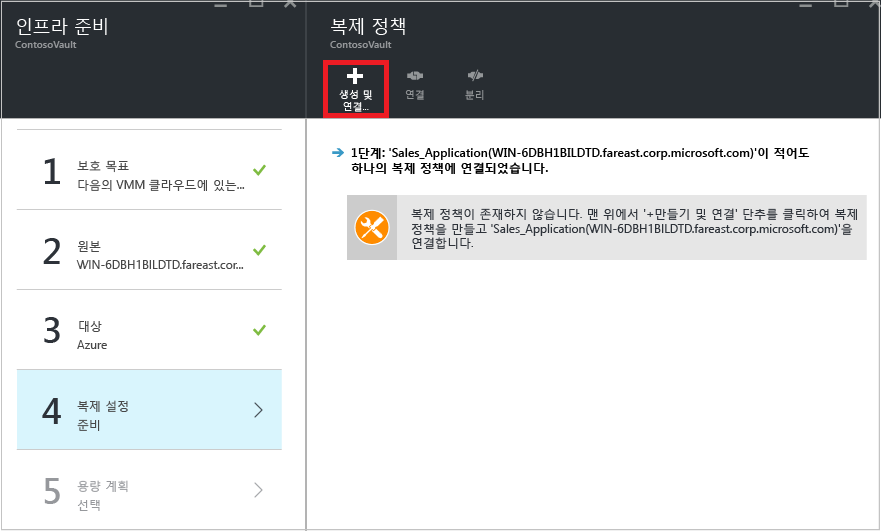 인프라 준비
ContosoVault
1
보호 목표
다음의 VMM 클라우드에 있는...
2
원본
WIN-6DBH1BILDTD.fareast.cor...
3
대상
Azure
4
복제 설정
준비
5
용량 계획
선택
복제 정책
ContosoVault
생성 및
연결...
연결
분리
1단계: 'Sales_Application(WIN-6DBH1BILDTD.fareast.corp.microsoft.com)'이 적어도
하나의 복제 정책에 연결되었습니다.
복제 정책이 존재하지 않습니다. 맨 위에서 '+만들기 및 연결' 단추를 클릭하여 복제
정책을 만들고 'Sales_Application(WIN-6DBH1BILDTD.fareast.corp.microsoft.com)'을
연결합니다.